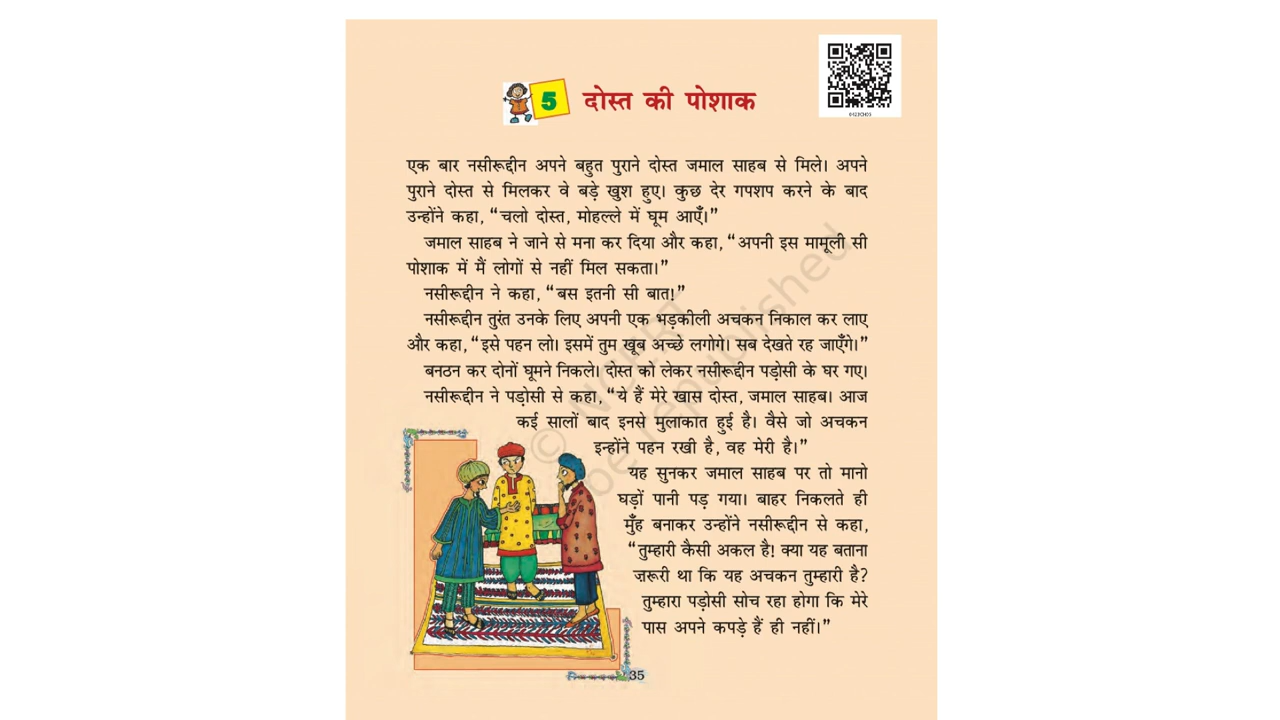 5 दोस्त की पोशाक
0123CH05
एक बार नसीरूद्दीन अपने बहुत पुराने दोस्त जमाल साहब से मिले। अपने
पुराने दोस्त से मिलकर वे बड़े खुश हुए। कुछ देर गपशप करने के बाद
उन्होंने कहा, “चलो दोस्त, मोहल्ले में घूम आएँ।”
जमाल साहब ने जाने से मना कर दिया और कहा, “अपनी इस मामूली सी
पोशाक में मैं लोगों से नहीं मिल सकता।”
नसीरूद्दीन ने कहा, “बस इतनी सी बात!”
नसीरूद्दीन तुरंत उनके लिए अपनी एक भड़कीली अचकन निकाल कर लाए
और कहा, “इसे पहन लो। इसमें तुम खूब अच्छे लगोगे। सब देखते रह जाएँगे।”
बनठन कर दोनों घूमने निकले। दोस्त को लेकर नसीरूद्दीन पड़ोसी के घर गए।
नसीरूद्दीन ने पड़ोसी से कहा, “ये हैं मेरे खास दोस्त, जमाल साहब। आज
कई सालों बाद इनसे मुलाकात हुई है। वैसे जो अचकन
इन्होंने पहन रखी है, वह मेरी है।”
यह सुनकर जमाल साहब पर तो मानो
घड़ों पानी पड़ गया। बाहर निकलते ही
मुँह बनाकर उन्होंने नसीरूद्दीन से कहा,
“तुम्हारी कैसी अकल है! क्या यह बताना
ज़रूरी था कि यह अचकन तुम्हारी है?
तुम्हारा पड़ोसी सोच रहा होगा कि मेरे
पास अपने कपड़े हैं ही नहीं।”
35
© NCERT
be republished